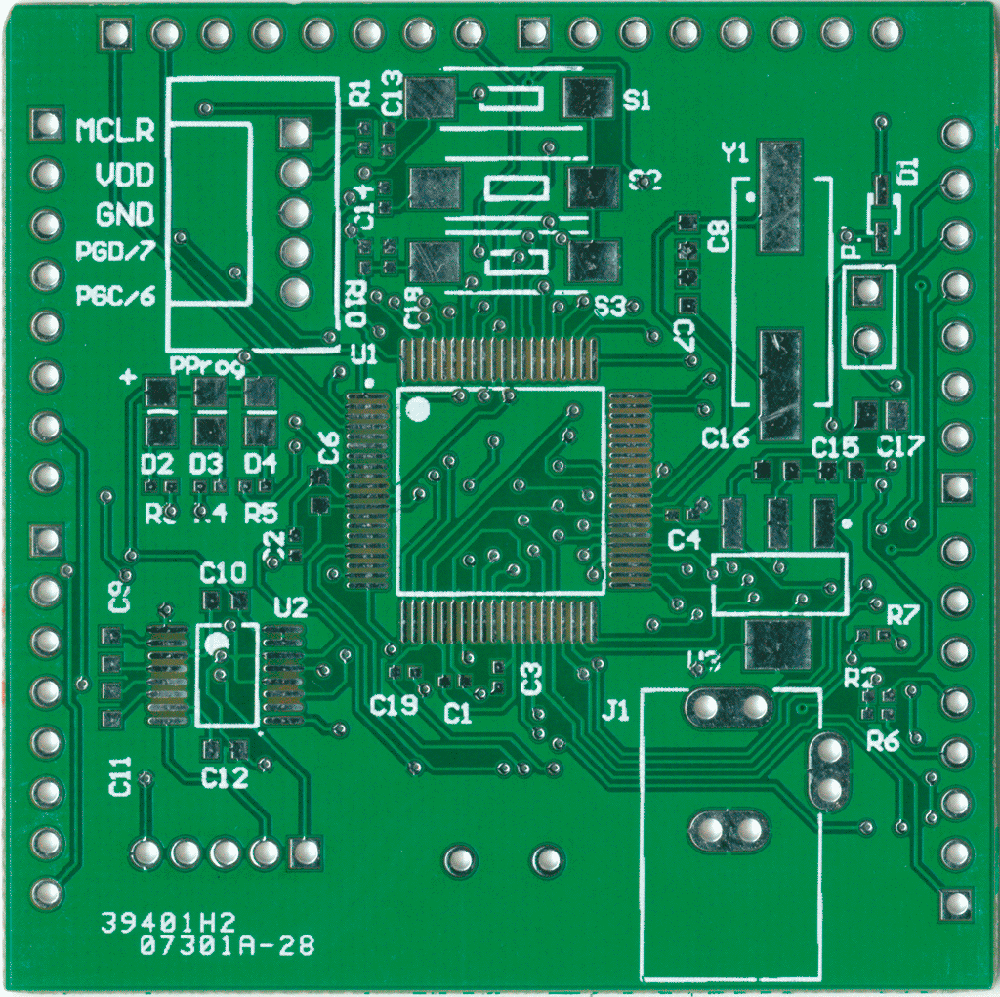 R1
C13
S1
MCLR
VDD
GND
PGD/7
PGC/6
S2
C14
Y1
D1
C8
R10
C18
S3
C7
U1
+
PProg
D2 D3 D4
C6
R5
C16
C15
C17
C2
C4
C9
C10
U2
R7
R2
C19
C1
C3
J1
R6
C11
C12
39401H2
07301A-28